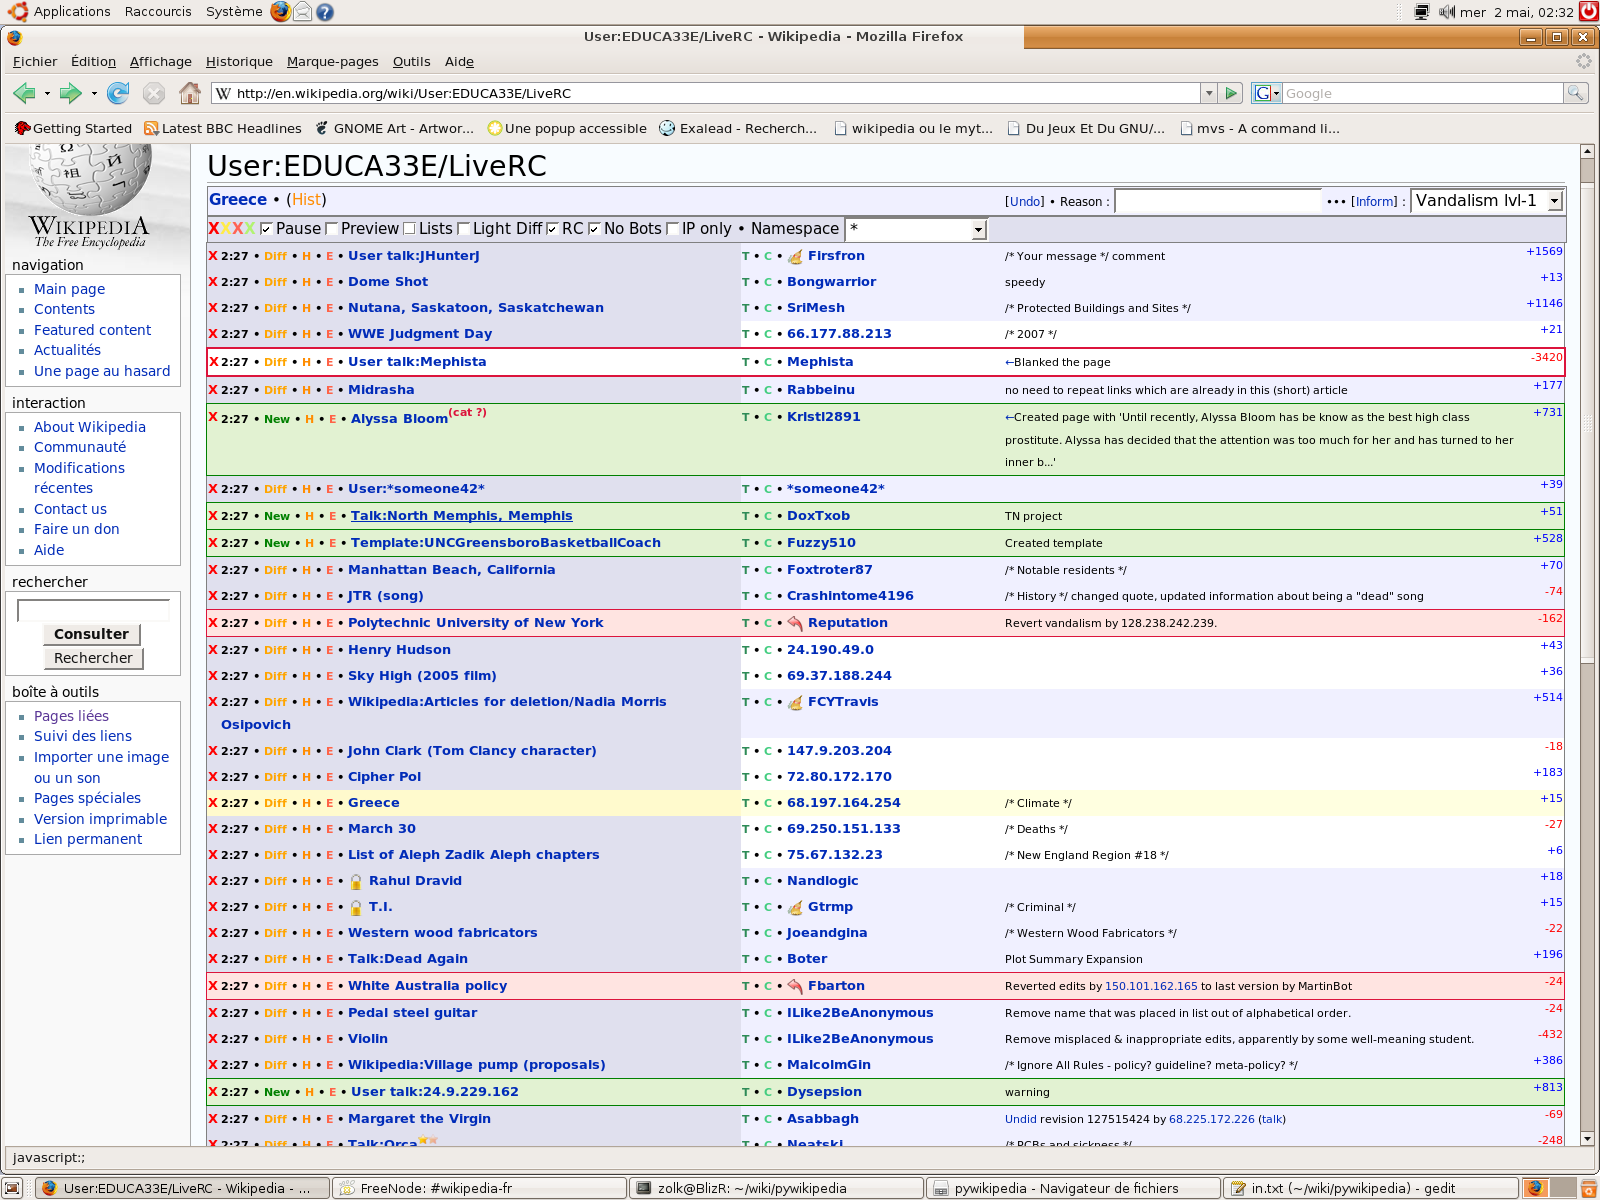 Applications Raccourcis Système mer 2 mai, 02:32
User:EDUCA33E/LiveRC - Wikipedia - Mozilla Firefox
Fichier Édition Affichage Historique Marque-pages Outils Aide
http://en.wikipedia.org/wiki/User:EDUCA33E/LiveRC Google
Getting Started Latest BBC Headlines GNOME Art - Artwor... Une popup accessible Exalead - Recherch... wikipedia ou le myt... Du Jeux Et Du GNU/... mvs - A command li...
WIKIPEDIA
The Free Encyclopedia
navigation
Main page
Contents
Featured content
Actualités
Une page au hasard
interaction
About Wikipedia
Communauté
Modifications
récentes
Contact us
Faire un don
Aide
rechercher
Consulter
Rechercher
boîte à outils
Pages liées
Suivi des liens
Importer une image
ou un son
Pages spéciales
Version imprimable
Lien permanent
User:EDUCA33E/LiveRC
Greece • (Hist) [Undo] • Reason : ••• [Inform] : Vandalism lvl-1
XXXX Pause Preview Lists Light Diff RC No Bots IP only • Namespace *
X 2:27 • Diff • H • E • User talk:JHunterJ T • C • Firsfron /* Your message */ comment +1569
X 2:27 • Diff • H • E • Dome Shot T • C • Bongwarrior speedy +13
X 2:27 • Diff • H • E • Nutana, Saskatoon, Saskatchewan T • C • SriMesh /* Protected Buildings and Sites */ +1146
X 2:27 • Diff • H • E • WWE Judgment Day T • C • 66.177.88.213 /* 2007 */ +21
X 2:27 • Diff • H • E • User talk:Mephista T • C • Mephista ←Blanked the page -3420
X 2:27 • Diff • H • E • Midrasha T • C • Rabbeinu no need to repeat links which are already in this (short) article +177
X 2:27 • New • H • E • Alyssa Bloom(cat ?) T • C • Kristi2891 ←Created page with 'Until recently, Alyssa Bloom has be know as the best high class +731
prostitute. Alyssa has decided that the attention was too much for her and has turned to her
inner b...'
X 2:27 • Diff • H • E • User:*someone42* T • C • *someone42* +39
X 2:27 • New • H • E • Talk:North Memphis, Memphis T • C • DoxTxob TN project +51
X 2:27 • New • H • E • Template:UNCGreensboroBasketballCoach T • C • Fuzzy510 Created template +528
X 2:27 • Diff • H • E • Manhattan Beach, California T • C • Foxtroter87 /* Notable residents */ +70
X 2:27 • Diff • H • E • JTR (song) T • C • Crashintome4196 /* History */ changed quote, updated information about being a "dead" song -74
X 2:27 • Diff • H • E • Polytechnic University of New York T • C • Reputation Revert vandalism by 128.238.242.239. -162
X 2:27 • Diff • H • E • Henry Hudson T • C • 24.190.49.0 +43
X 2:27 • Diff • H • E • Sky High (2005 film) T • C • 69.37.188.244 +36
X 2:27 • Diff • H • E • Wikipedia:Articles for deletion/Nadia Morris T • C • FCYTravis +514
Osipovich
X 2:27 • Diff • H • E • John Clark (Tom Clancy character) T • C • 147.9.203.204 -18
X 2:27 • Diff • H • E • Cipher Pol T • C • 72.80.172.170 +183
X 2:27 • Diff • H • E • Greece T • C • 68.197.164.254 /* Climate */ +15
X 2:27 • Diff • H • E • March 30 T • C • 69.250.151.133 /* Deaths */ -27
X 2:27 • Diff • H • E • List of Aleph Zadik Aleph chapters T • C • 75.67.132.23 /* New England Region #18 */ +6
X 2:27 • Diff • H • E • Rahul Dravid T • C • Nandlogic +18
X 2:27 • Diff • H • E • T.I. T • C • Gtrmp /* Criminal */ +15
X 2:27 • Diff • H • E • Western wood fabricators T • C • Joeandgina /* Western Wood Fabricators */ -22
X 2:27 • Diff • H • E • Talk:Dead Again T • C • Boter Plot Summary Expansion +196
X 2:27 • Diff • H • E • White Australia policy T • C • Fbarton Reverted edits by 150.101.162.165 to last version by MartinBot -24
X 2:27 • Diff • H • E • Pedal steel guitar T • C • ILike2BeAnonymous Remove name that was placed in list out of alphabetical order. -24
X 2:27 • Diff • H • E • Violin T • C • ILike2BeAnonymous Remove misplaced & inappropriate edits, apparently by some well-meaning student. -432
X 2:27 • Diff • H • E • Wikipedia:Village pump (proposals) T • C • MalcolmGin /* Ignore All Rules - policy? guideline? meta-policy? */ +386
X 2:27 • New • H • E • User talk:24.9.229.162 T • C • Dysepsion warning +813
X 2:27 • Diff • H • E • Margaret the Virgin T • C • Asabbagh Undid revision 127515424 by 68.225.172.226 (talk) -69
X 2:27 • Diff • H • E • Talk:Orca T • C • Neatski /* PCBs and sickness */ -248
javascript:;
User:EDUCA33E/LiveRC - Wikipedia - ... FreeNode: #wikipedia-fr zolk@BlizR: ~/wiki/pywikipedia pywikipedia - Navigateur de fichiers in.txt (~/wiki/pywikipedia) - gedit